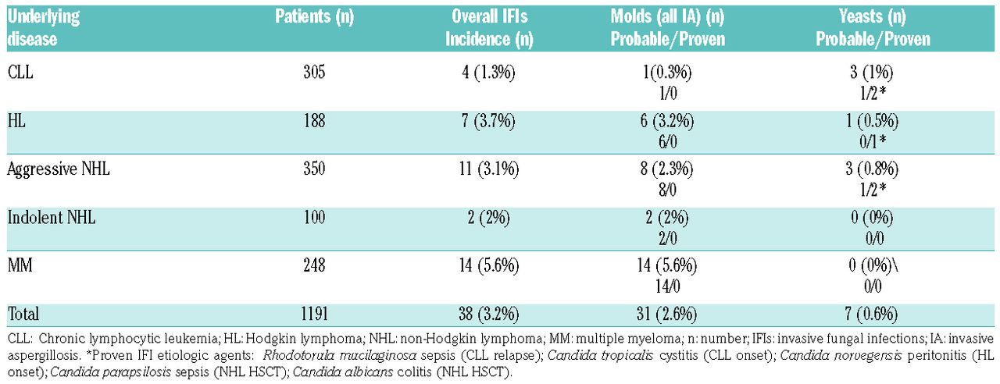 Underlying disease Patients (n) Overall IFIs Incidence (n) Molds (all IA) (n) Probable/Proven Yeasts (n) Probable/Proven
CLL 305 4 (1.3%) 1(0.3%) 3 (1%)
1/0 1/2*
HL 188 7 (3.7%) 6 (3.2%) 1 (0.5%)
6/0 0/1*
Aggressive NHL 350 11 (3.1%) 8 (2.3%) 3 (0.8%)
8/0 1/2*
Indolent NHL 100 2 (2%) 2 (2%) 0 (0%)
2/0 0/0
MM 248 14 (5.6%) 14 (5.6%) 0 (0%)\
14/0 0/0
Total 1191 38 (3.2%) 31 (2.6%) 7 (0.6%)
CLL: Chronic lymphocytic leukemia; HL: Hodgkin lymphoma; NHL: non-Hodgkin lymphoma; MM: multiple myeloma; n: number; IFIs: invasive fungal infections; IA: invasive
aspergillosis. *Proven IFI etiologic agents: Rhodotorula mucilaginosa sepsis (CLL relapse); Candida tropicalis cystitis (CLL onset); Candida norvegensis peritonitis (HL
onset); Candida parapsilosis sepsis (NHL HSCT); Candida albicans colitis (NHL HSCT).